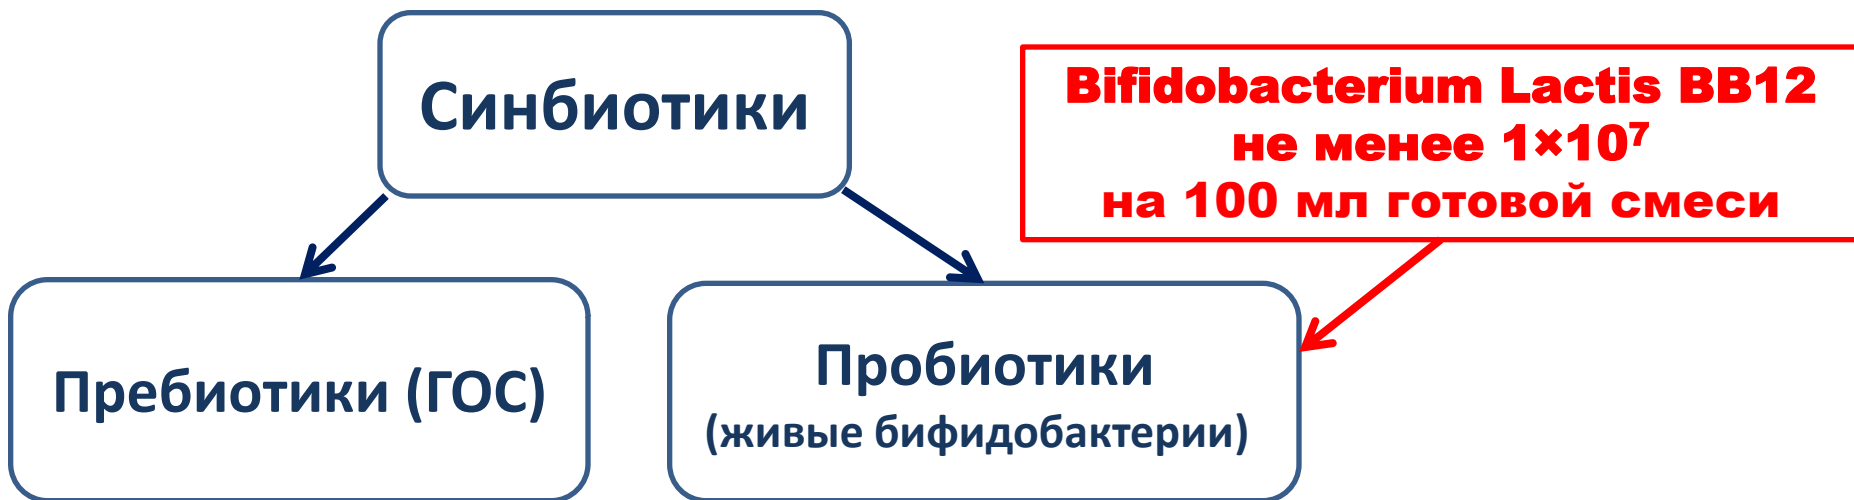 Синбиотики
Bifidobacterium Lactis BB12
не менее 1×10⁷
на 100 мл готовой смеси
Пребиотики (ГОС)
Пробиотики
(живые бифидобактерии)